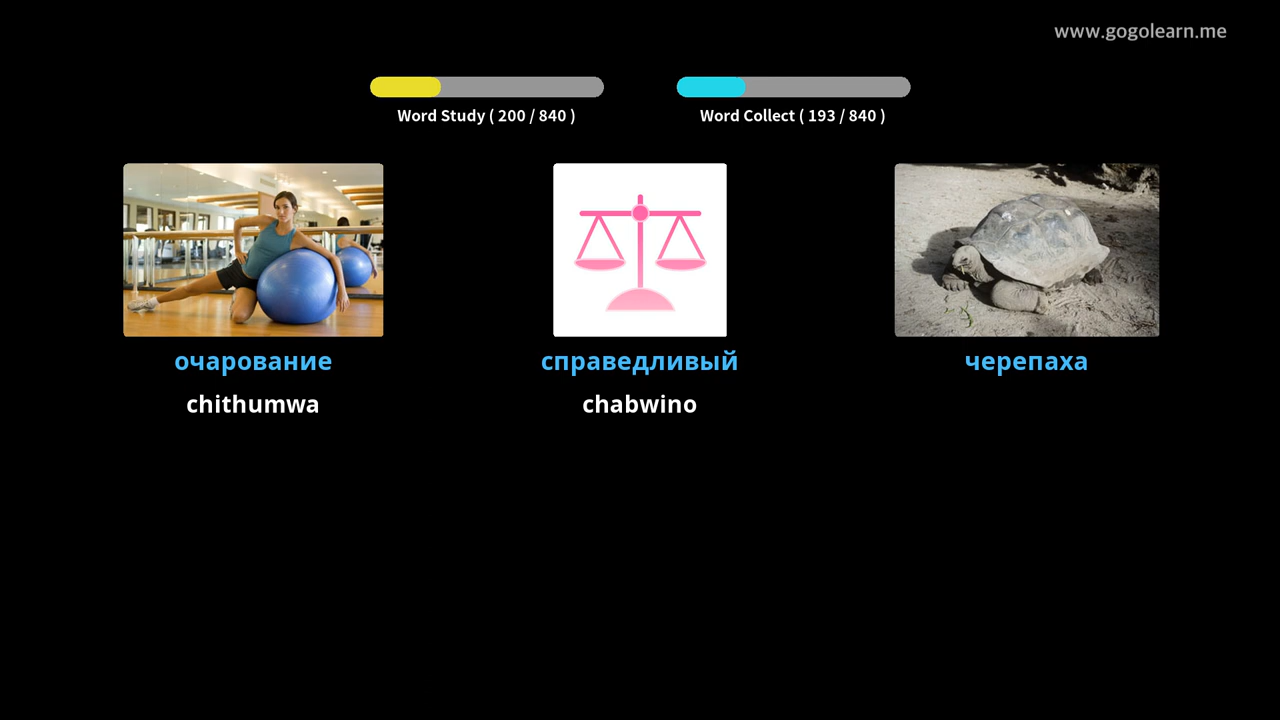 www.gogolearn.me
Word Study ( 200 / 840 )
Word Collect ( 193 / 840 )
очарование
справедливый
черепаха
chithumwa
chabwino